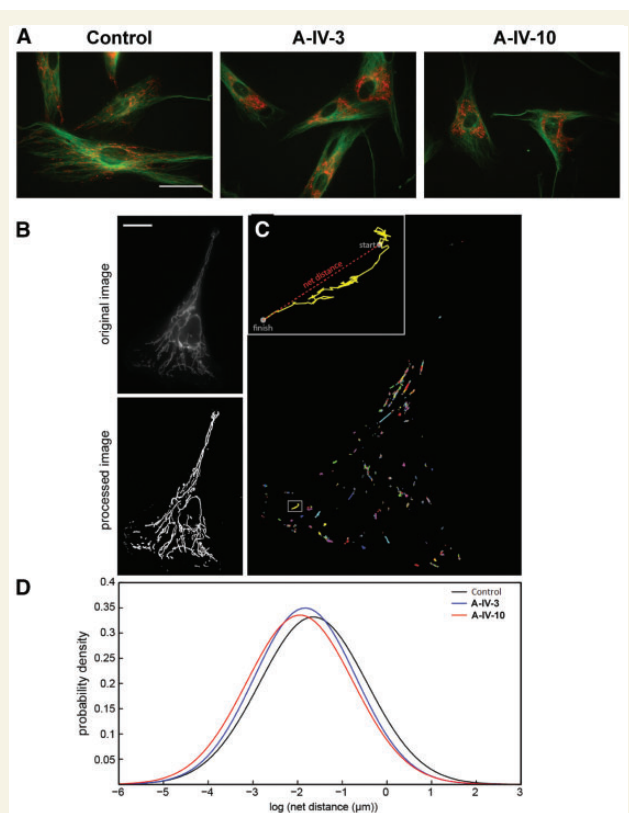 A
Control
A-IV-3
A-IV-10
B
original image
processed image
C
start
net distance
finish
D
probability density
0.4
0.35
0.3
0.25
0.2
0.15
0.1
0.05
Control
A-IV-3
A-IV-10
−6 −5 −4 −3 −2 −1 0 1 2 3
log (net distance (μm))